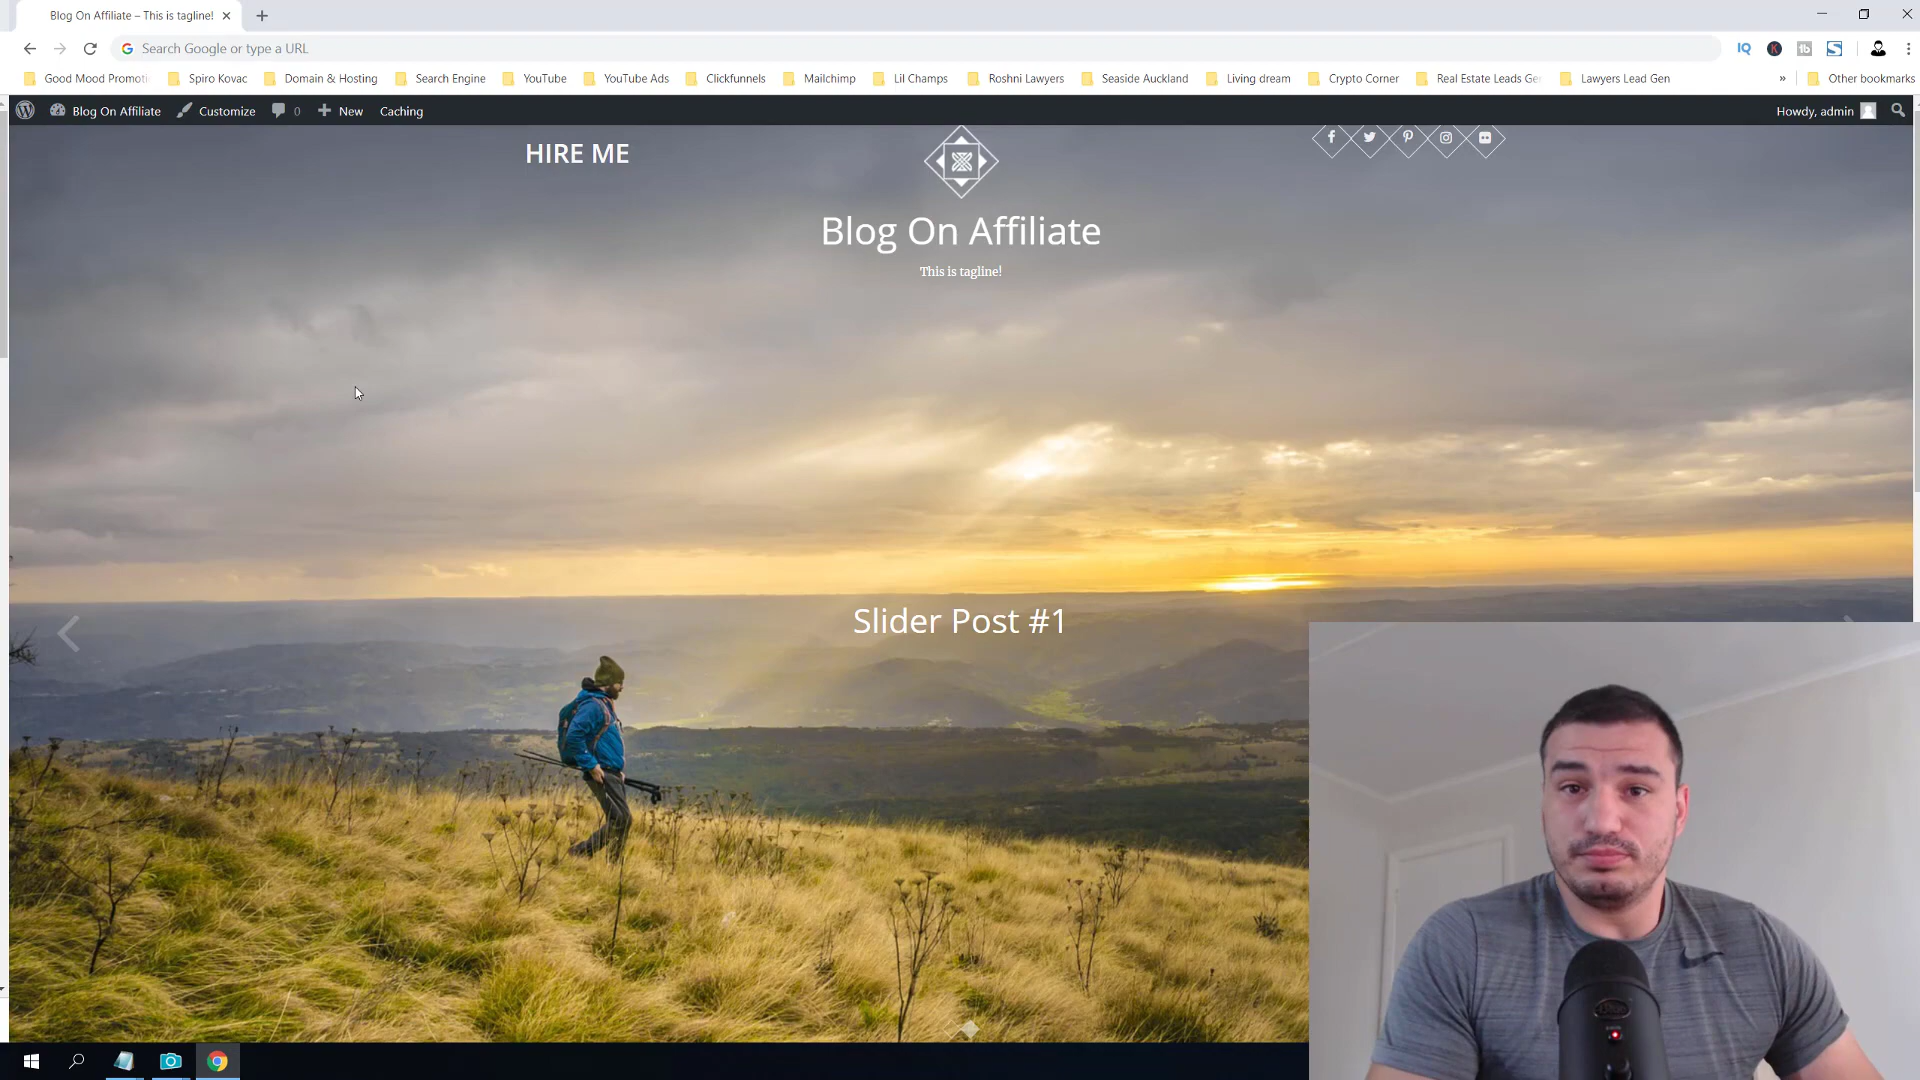 Blog On Affiliate – This is tagline!
Search Google or type a URL
IQ
K
tb
S
Good Mood Promoti
Spiro Kovac
Domain & Hosting
Search Engine
YouTube
YouTube Ads
Clickfunnels
Mailchimp
Lil Champs
Roshni Lawyers
Seaside Auckland
Living dream
Crypto Corner
Real Estate Leads Ge
Lawyers Lead Gen
»
Other bookmarks
Blog On Affiliate
Customize
0
New
Caching
Howdy, admin
HIRE ME
Blog On Affiliate
This is tagline!
Slider Post #1